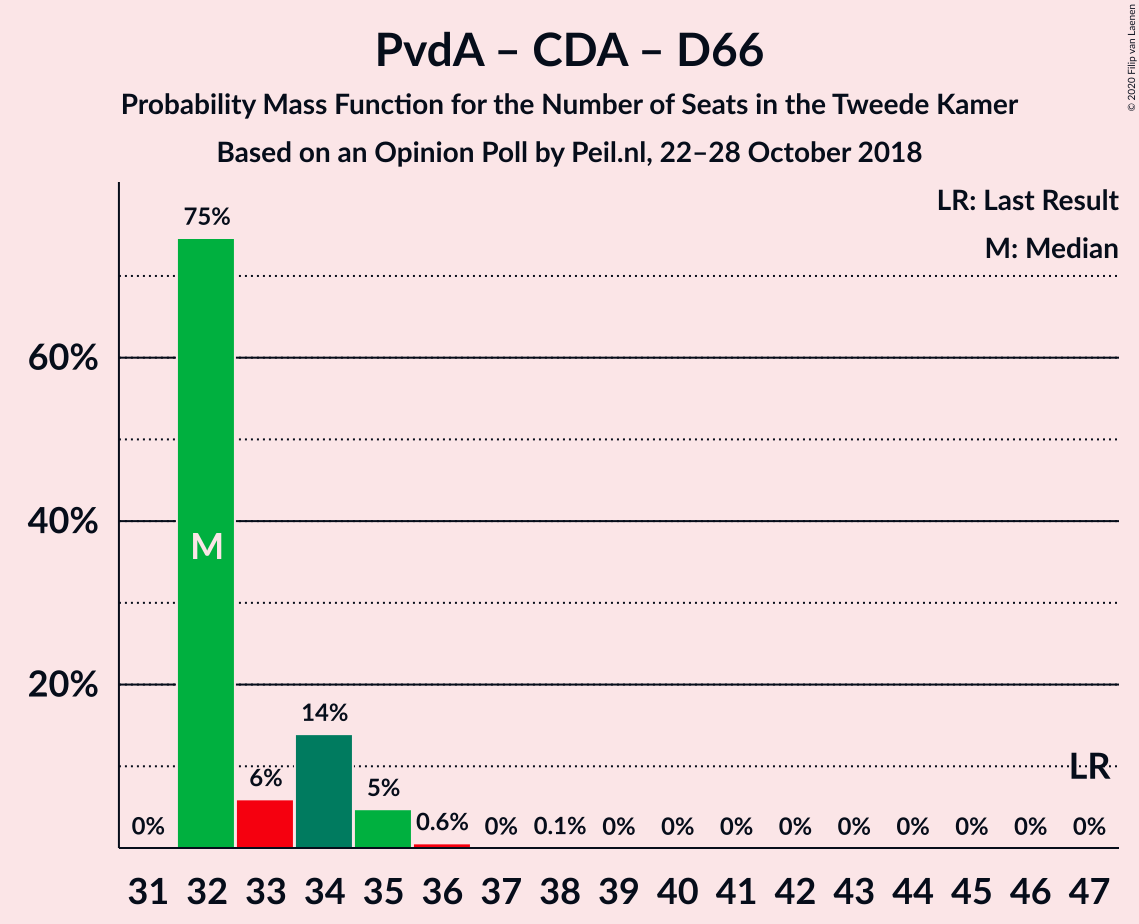 PvdA – CDA – D66
Probability Mass Function for the Number of Seats in the Tweede Kamer
Based on an Opinion Poll by Peil.nl, 22–28 October 2018
© 2020 Filip van Laenen
LR: Last Result
M: Median
75%
60%
40%
M
20%
14%
LR
6%
5%
0%
0.6%
0%
0.1%
0%
0%
0%
0%
0%
0%
0%
0%
0%
31 32 33 34 35 36 37 38 39 40 41 42 43 44 45 46 47